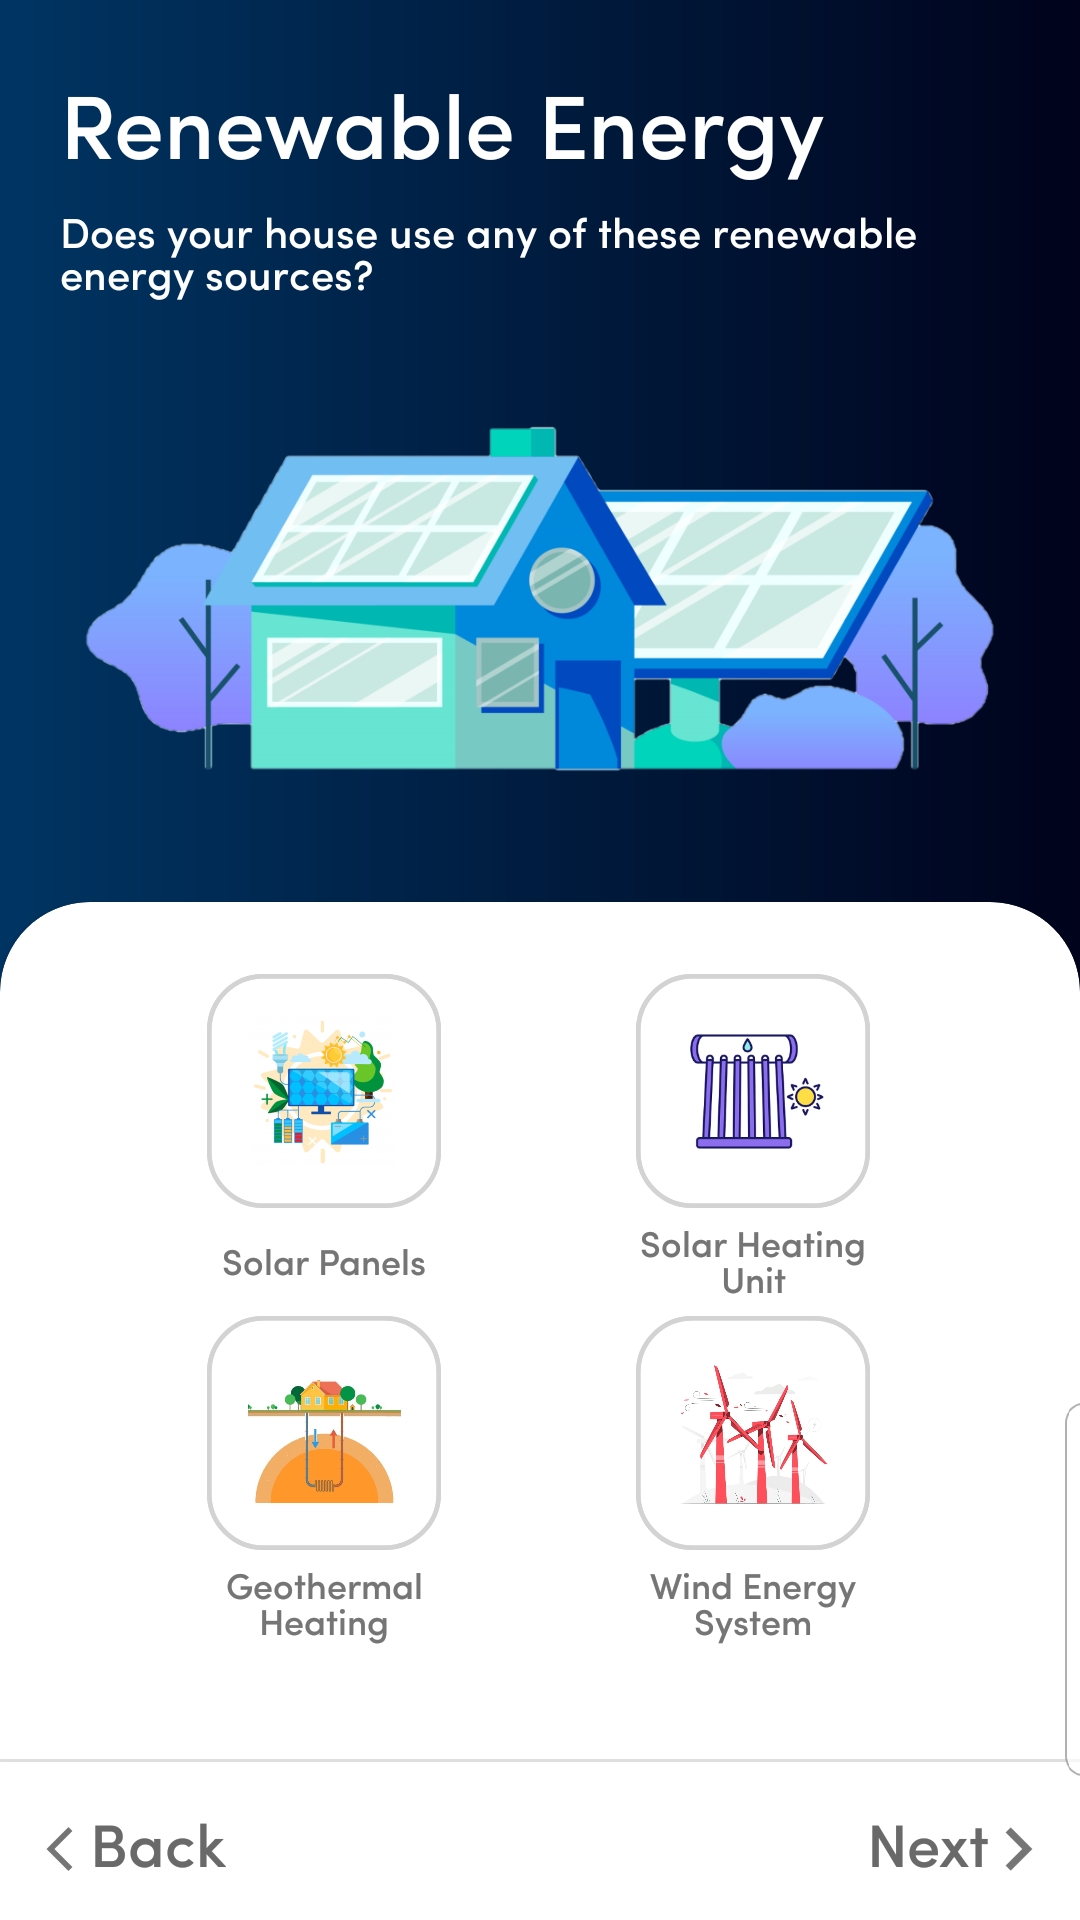 Renewable Energy
Does your house use any of these renewable
energy sources?
Solar Panels
Solar Heating
Unit
Geothermal
Heating
Wind Energy
System
Back
Next